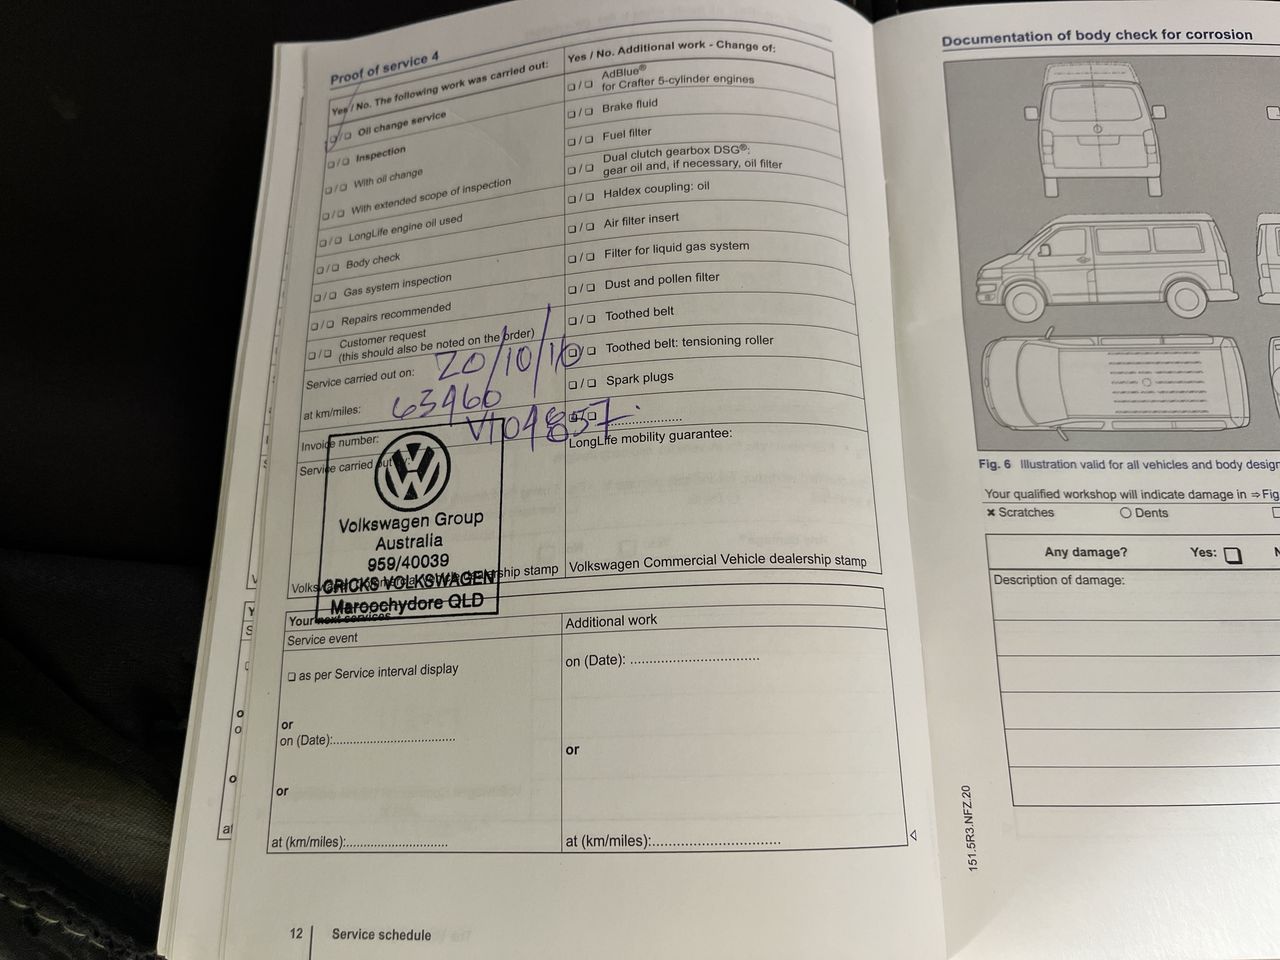 Proof of service 4
Yes / No. The following work was carried out:
❑ / ❑ Oil change service
❑ / ❑ Inspection
❑ / ❑ With oil change
❑ / ❑ With extended scope of inspection
❑ / ❑ LongLife engine oil used
❑ / ❑ Body check
❑ / ❑ Gas system inspection
❑ / ❑ Repairs recommended
❑ / ❑ Customer request
(this should also be noted on the order)
Service carried out on: 20/10/16
at km/miles: 63960
Invoice number:
Service carried out
Volkswagen Group
Australia
959/40039
CRICKS VOLKSWAGEN
Maroochydore QLD
dealership stamp
Yes / No. Additional work - Change of:
❑ / ❑ AdBlue®
for Crafter 5-cylinder engines
❑ / ❑ Brake fluid
❑ / ❑ Fuel filter
❑ / ❑ Dual clutch gearbox DSG®:
gear oil and, if necessary, oil filter
❑ / ❑ Haldex coupling: oil
❑ / ❑ Air filter insert
❑ / ❑ Filter for liquid gas system
❑ / ❑ Dust and pollen filter
❑ / ❑ Toothed belt
❑ / ❑ Toothed belt: tensioning roller
❑ / ❑ Spark plugs
LongLife mobility guarantee:
Volkswagen Commercial Vehicle dealership stamp
Your next services
Service event
❑ as per Service interval display
or
on (Date):
or
at (km/miles):
Additional work
on (Date):
or
at (km/miles):
12 Service schedule
Documentation of body check for corrosion
Fig. 6 Illustration valid for all vehicles and body
Your qualified workshop will indicate damage in ⇒
✖ Scratches ○ Dents
Any damage? Yes: ❑
Description of damage:
151.5R3.NFZ.20